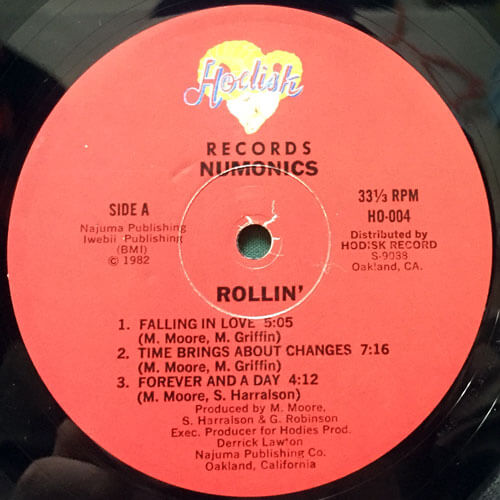 Hodisk
RECORDS
NUMONICS
SIDE A
Najuma Publishing
Iwebii Publishing
(BMI)
© 1982
33⅓ RPM
HO-004
Distributed by
HODISK RECORD
S-9038
Oakland, CA.
ROLLIN'
1. FALLING IN LOVE 5:05
(M. Moore, M. Griffin)
2. TIME BRINGS ABOUT CHANGES 7:16
(M. Moore, M. Griffin)
3. FOREVER AND A DAY 4:12
(M. Moore, S. Harralson)
Produced by M. Moore,
S. Harralson & G. Robinson
Exec. Producer for Hodies Prod.
Derrick Lawton
Najuma Publishing Co.
Oakland, California